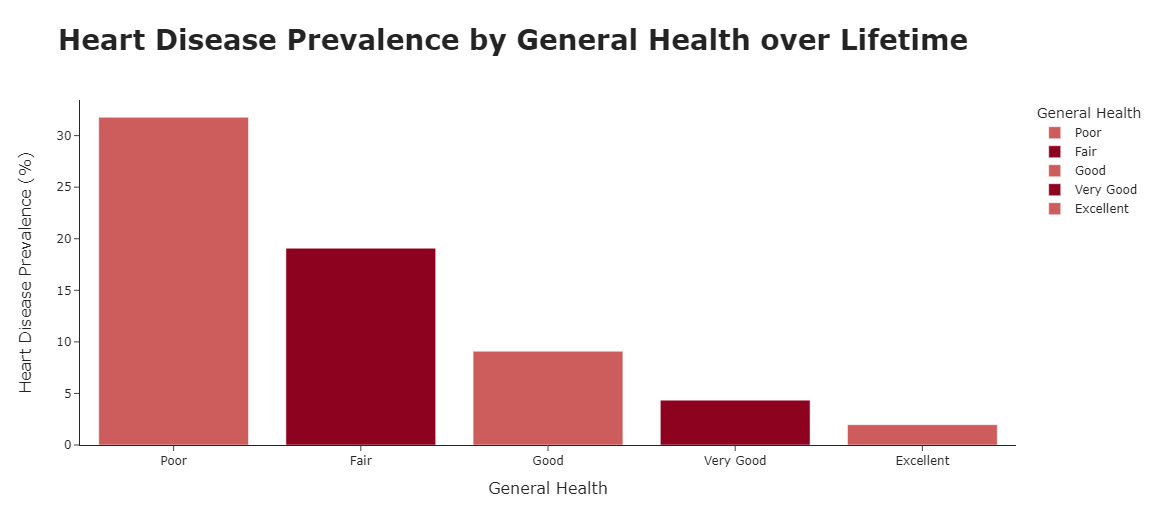 Heart Disease Prevalence by General Health over Lifetime
General Health
Poor
Fair
Good
Very Good
Excellent
Heart Disease Prevalence (%)
30
25
20
15
10
5
0
Poor
Fair
Good
Very Good
Excellent
General Health